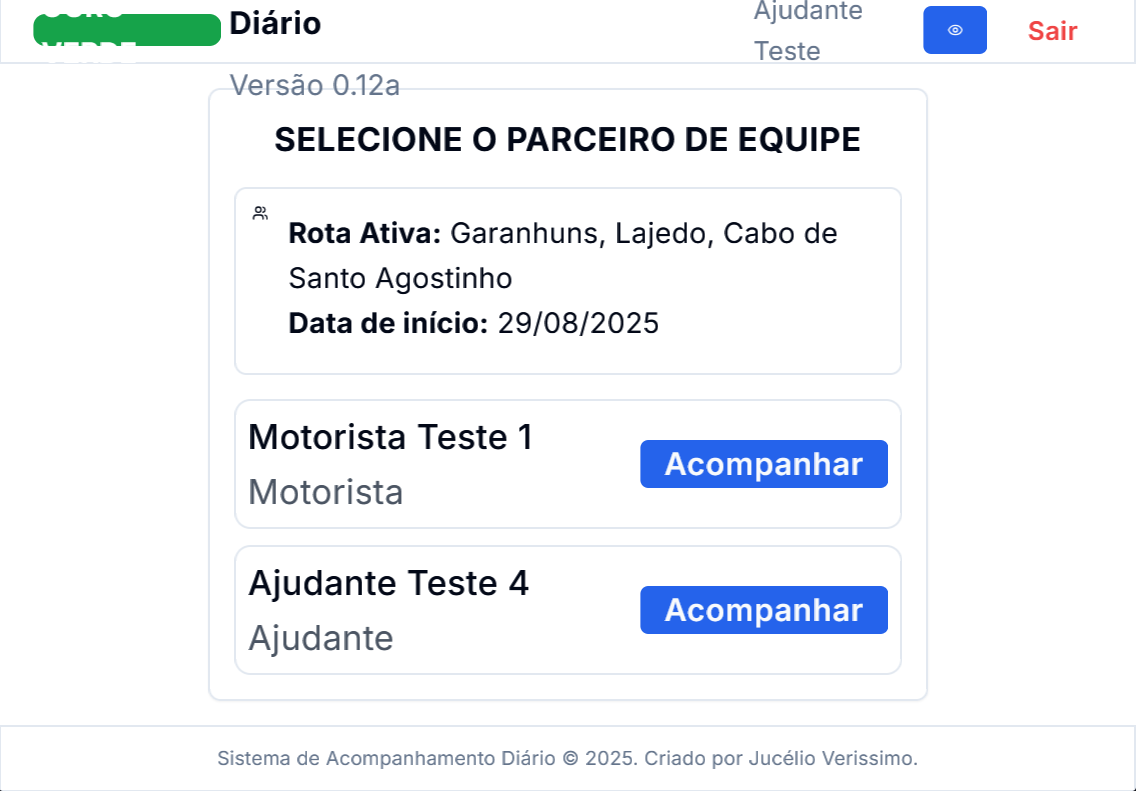 Diário
Ajudante
Teste
Sair
Versão 0.12a
SELECIONE O PARCEIRO DE EQUIPE
Rota Ativa: Garanhuns, Lajedo, Cabo de
Santo Agostinho
Data de início: 29/08/2025
Motorista Teste 1
Motorista
Acompanhar
Ajudante Teste 4
Ajudante
Acompanhar
Sistema de Acompanhamento Diário © 2025. Criado por Jucélio Verissimo.